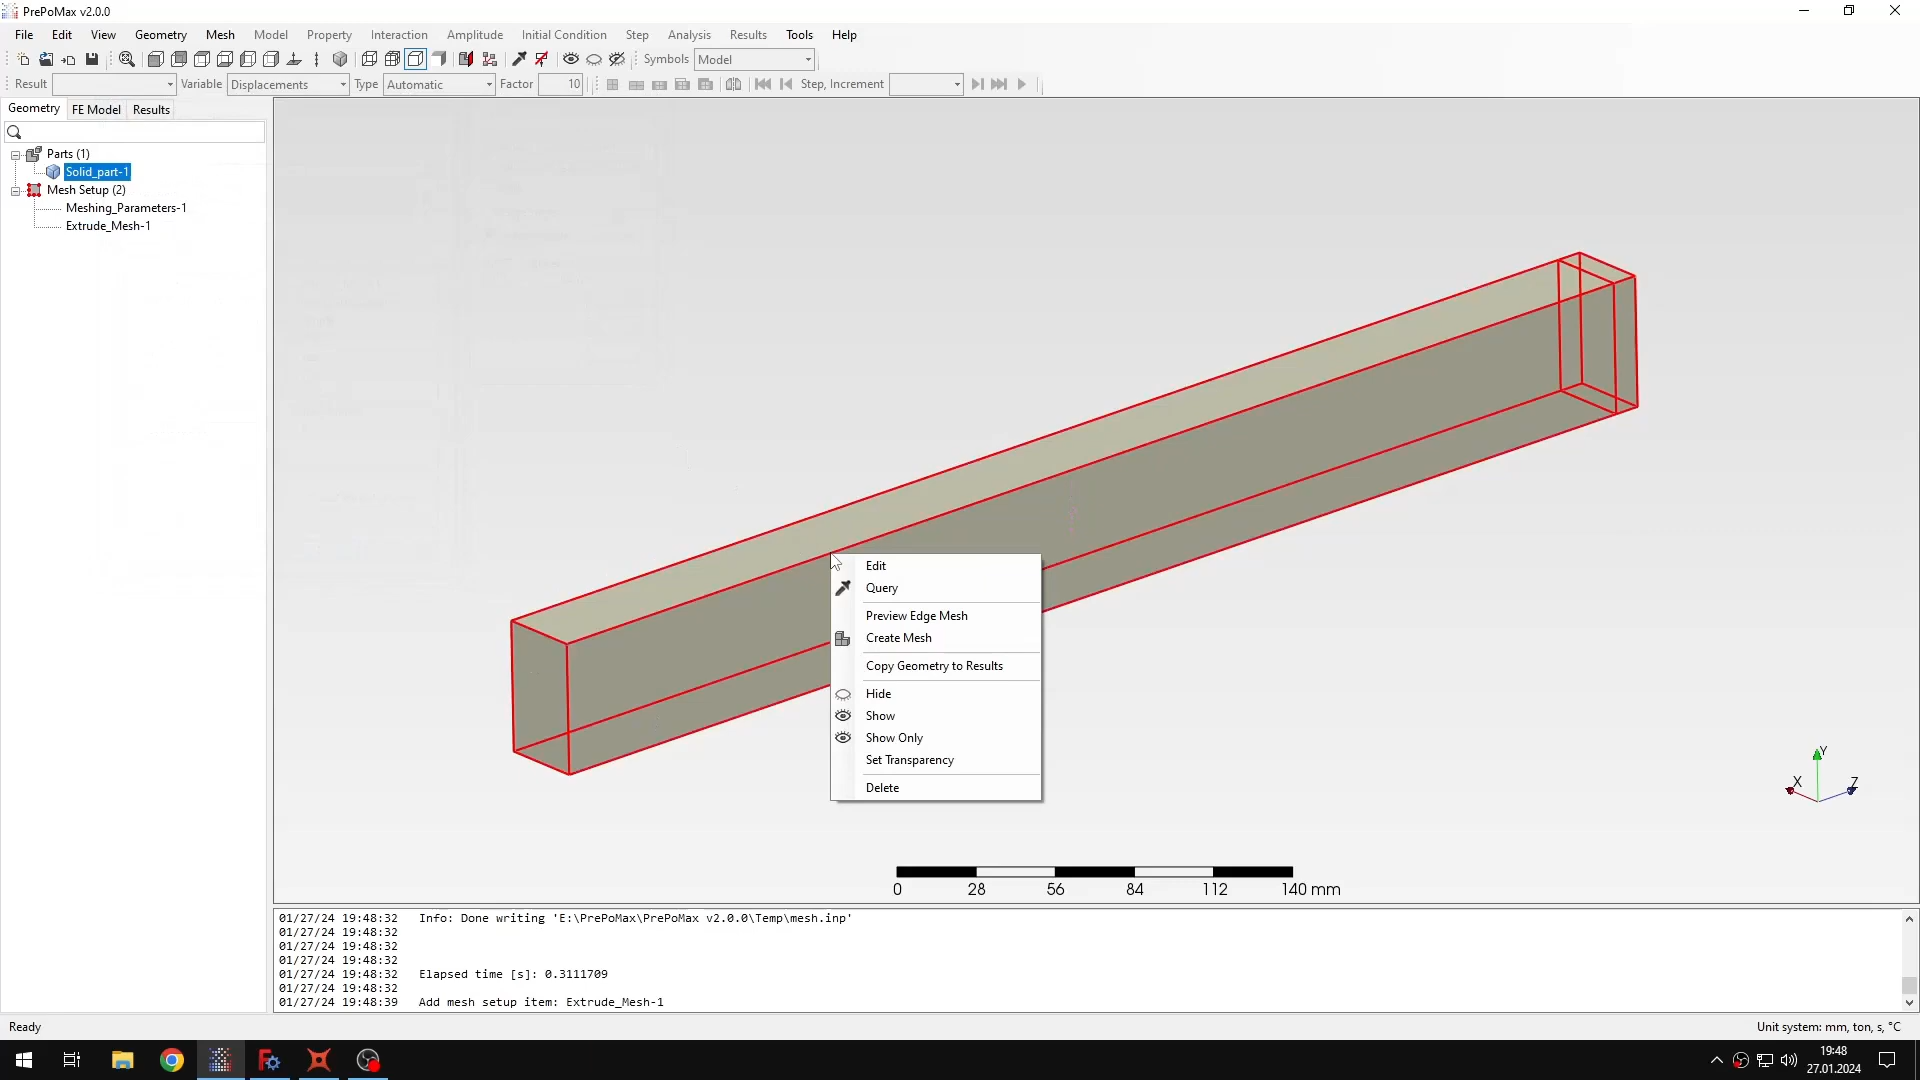 PrePoMax v2.0.0
File Edit View Geometry Mesh Model Property Interaction Amplitude Initial Condition Step Analysis Results Tools Help
Symbols Model
Result Variable Displacements Type Automatic Factor 10 Step, Increment
Geometry FE Model Results
Parts (1)
Solid_part-1
Mesh Setup (2)
Meshing_Parameters-1
Extrude_Mesh-1
Edit
Query
Preview Edge Mesh
Create Mesh
Copy Geometry to Results
Hide
Show
Show Only
Set Transparency
Delete
Y
X Z
0 28 56 84 112 140 mm
01/27/24 19:48:32 Info: Done writing 'E:\PrePoMax\PrePoMax v2.0.0\Temp\mesh.inp'
01/27/24 19:48:32
01/27/24 19:48:32
01/27/24 19:48:32
01/27/24 19:48:32 Elapsed time [s]: 0.3111709
01/27/24 19:48:32
01/27/24 19:48:39 Add mesh setup item: Extrude_Mesh-1
Ready Unit system: mm, ton, s, °C
19:48
27.01.2024